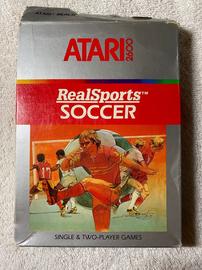 ATARI 2600
RealSports™
SOCCER
SINGLE & TWO-PLAYER GAMES